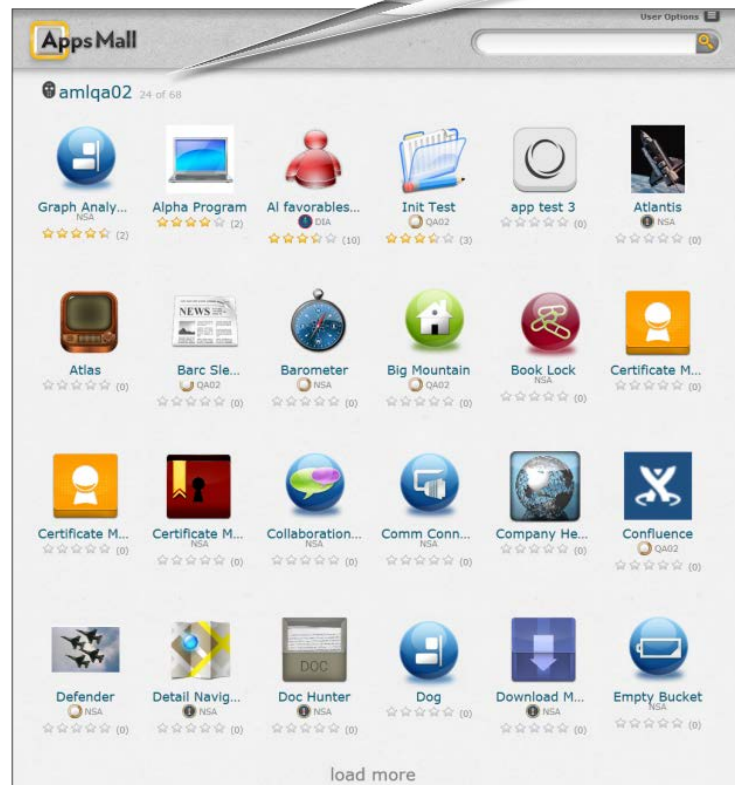 User Options
Apps Mall
amlqa02 24 of 68
Graph Analy...
NSA
(2)
Alpha Program
(2)
Al favorables...
DIA
(10)
Init Test
QA02
(3)
app test 3
(0)
Atlantis
NSA
(0)
Atlas
(0)
NEWS
Barc Sle...
QA02
(0)
Barometer
NSA
(0)
Big Mountain
QA02
(0)
Book Lock
NSA
(0)
Certificate M...
(0)
Certificate M...
(0)
Certificate M...
NSA
(0)
Collaboration...
NSA
(0)
Comm Conn...
NSA
(0)
Company He...
(0)
Confluence
QA02
(0)
Defender
NSA
(0)
Detail Navig...
NSA
(0)
DOC
Doc Hunter
NSA
(0)
Dog
(0)
Download M...
NSA
(0)
Empty Bucket
NSA
(0)
load more